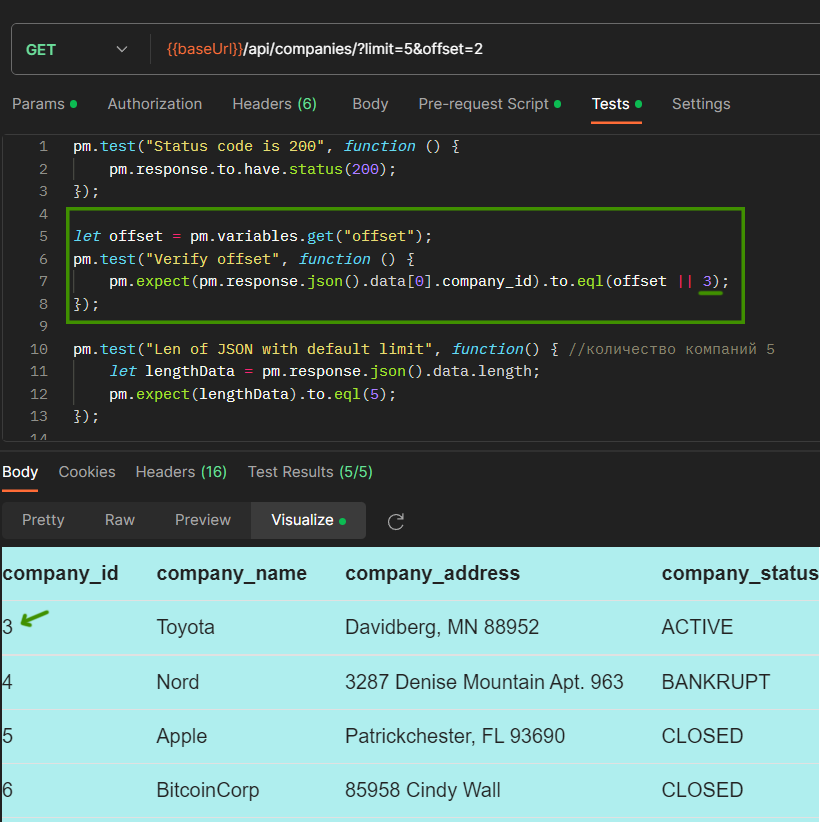 GET {{baseUrl}}/api/companies/?limit=5&offset=2
Params Authorization Headers (6) Body Pre-request Script Tests Settings
1 pm.test("Status code is 200", function () {
2 pm.response.to.have.status(200);
3 });
4
5 let offset = pm.variables.get("offset");
6 pm.test("Verify offset", function () {
7 pm.expect(pm.response.json().data[0].company_id).to.eql(offset || 3);
8 });
9
10 pm.test("Len of JSON with default limit", function() { //количество компаний 5
11 let lengthData = pm.response.json().data.length;
12 pm.expect(lengthData).to.eql(5);
13 });
14
Body Cookies Headers (16) Test Results (5/5)
Pretty Raw Preview Visualize
company_id company_name company_address company_status
3 Toyota Davidberg, MN 88952 ACTIVE
4 Nord 3287 Denise Mountain Apt. 963 BANKRUPT
5 Apple Patrickchester, FL 93690 CLOSED
6 BitcoinCorp 85958 Cindy Wall CLOSED